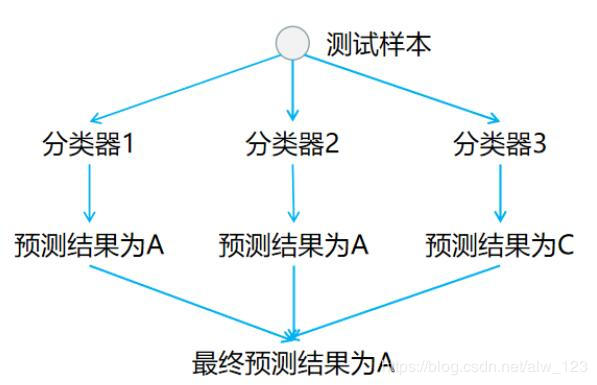 测试样本
分类器1 分类器2 分类器3
预测结果为A 预测结果为A 预测结果为C
最终预测结果为A
https://blog.csdn.net/alw_123